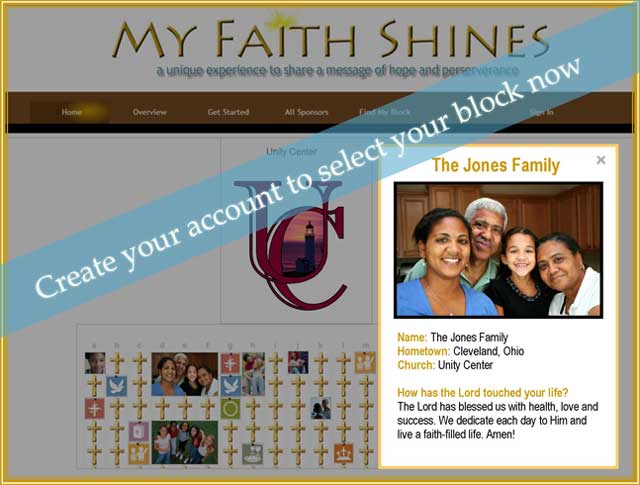 MY FAITH SHINES
a unique experience to share a message of hope and perserverance
Home Overview Get Started All Sponsors Find My Block Sign In
Create your account to select your block now
Unity Center
UC
The Jones Family
Name: The Jones Family
Hometown: Cleveland, Ohio
Church: Unity Center
How has the Lord touched your life?
The Lord has blessed us with health, love and
success. We dedicate each day to Him and
live a faith-filled life. Amen!
a b c d e f g h i j k l